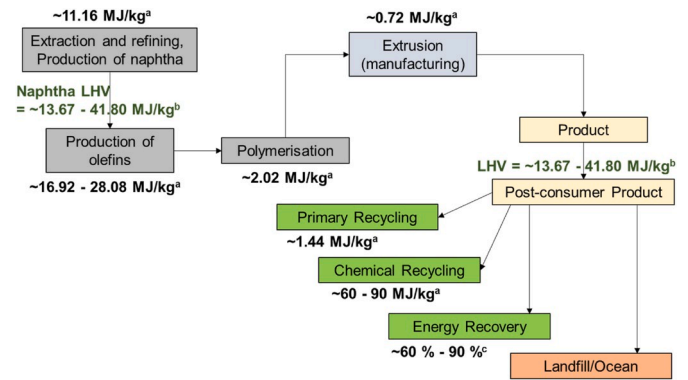 ~11.16 MJ/kgᵃ
Extraction and refining,
Production of naphtha
Naphtha LHV
= ~13.67 - 41.80 MJ/kgᵇ
Production of
olefins
~16.92 - 28.08 MJ/kgᵃ
Polymerisation
~2.02 MJ/kgᵃ
~0.72 MJ/kgᵃ
Extrusion
(manufacturing)
Product
LHV = ~13.67 - 41.80 MJ/kgᵇ
Post-consumer Product
Primary Recycling
~1.44 MJ/kgᵃ
Chemical Recycling
~60 - 90 MJ/kgᵃ
Energy Recovery
~60 % - 90 %ᶜ
Landfill/Ocean